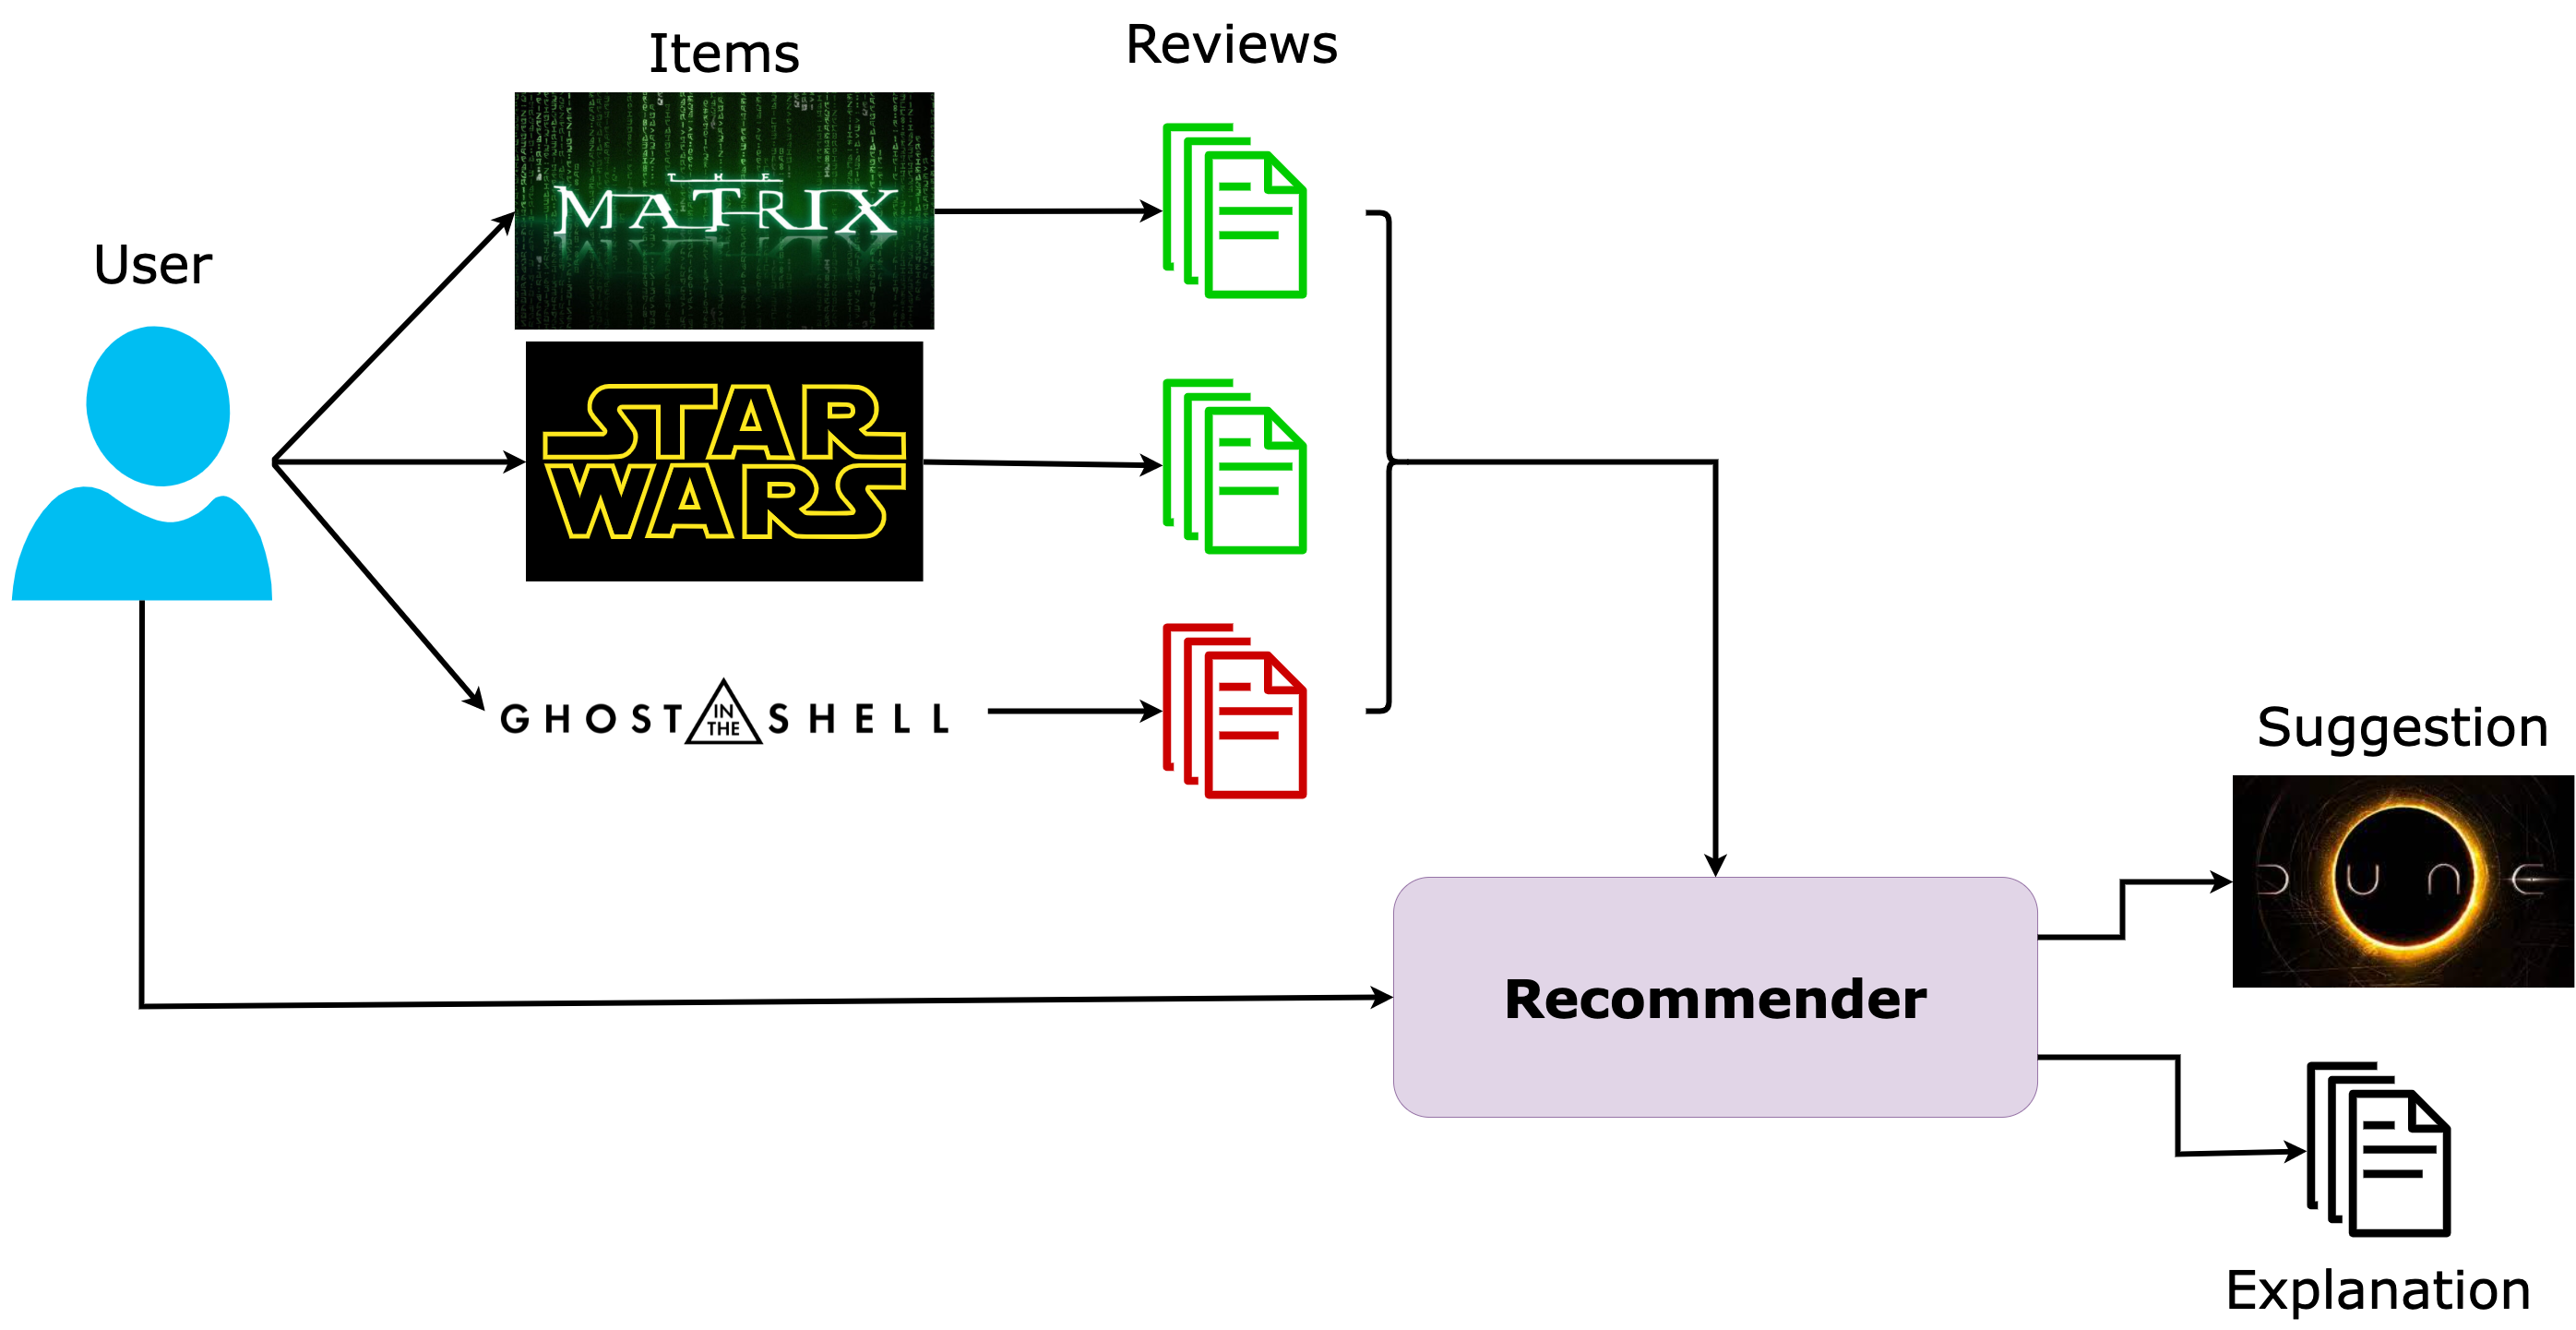 Items
Reviews
THE
MATRIX
User
STAR
WARS
GHOST IN THE SHELL
Suggestion
DUNE
Recommender
Explanation